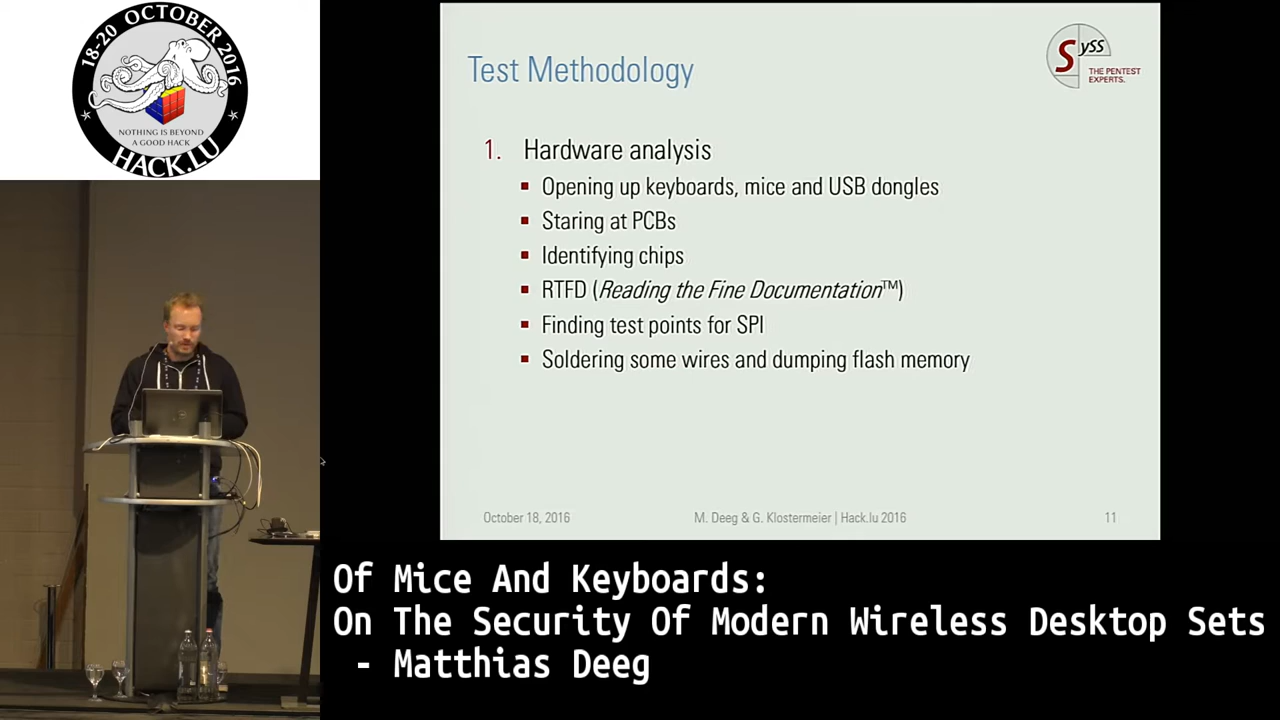 18-20 OCTOBER 2016
NOTHING IS BEYOND
A GOOD HACK
HACK.LU
Test Methodology
SySS
THE PENTEST
EXPERTS.
1. Hardware analysis
Opening up keyboards, mice and USB dongles
Staring at PCBs
Identifying chips
RTFD (Reading the Fine Documentation™)
Finding test points for SPI
Soldering some wires and dumping flash memory
October 18, 2016
M. Deeg & G. Klostermeier | Hack.lu 2016
11
Of Mice And Keyboards:
On The Security Of Modern Wireless Desktop Sets
- Matthias Deeg